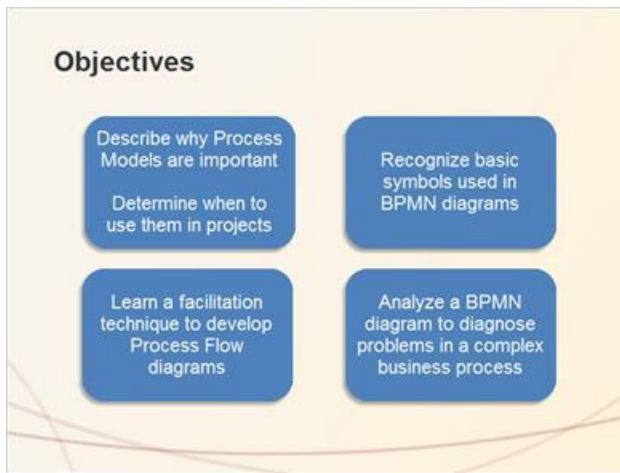 Objectives
Describe why Process
Models are important
Determine when to
use them in projects
Recognize basic
symbols used in
BPMN diagrams
Learn a facilitation
technique to develop
Process Flow
diagrams
Analyze a BPMN
diagram to diagnose
problems in a complex
business process